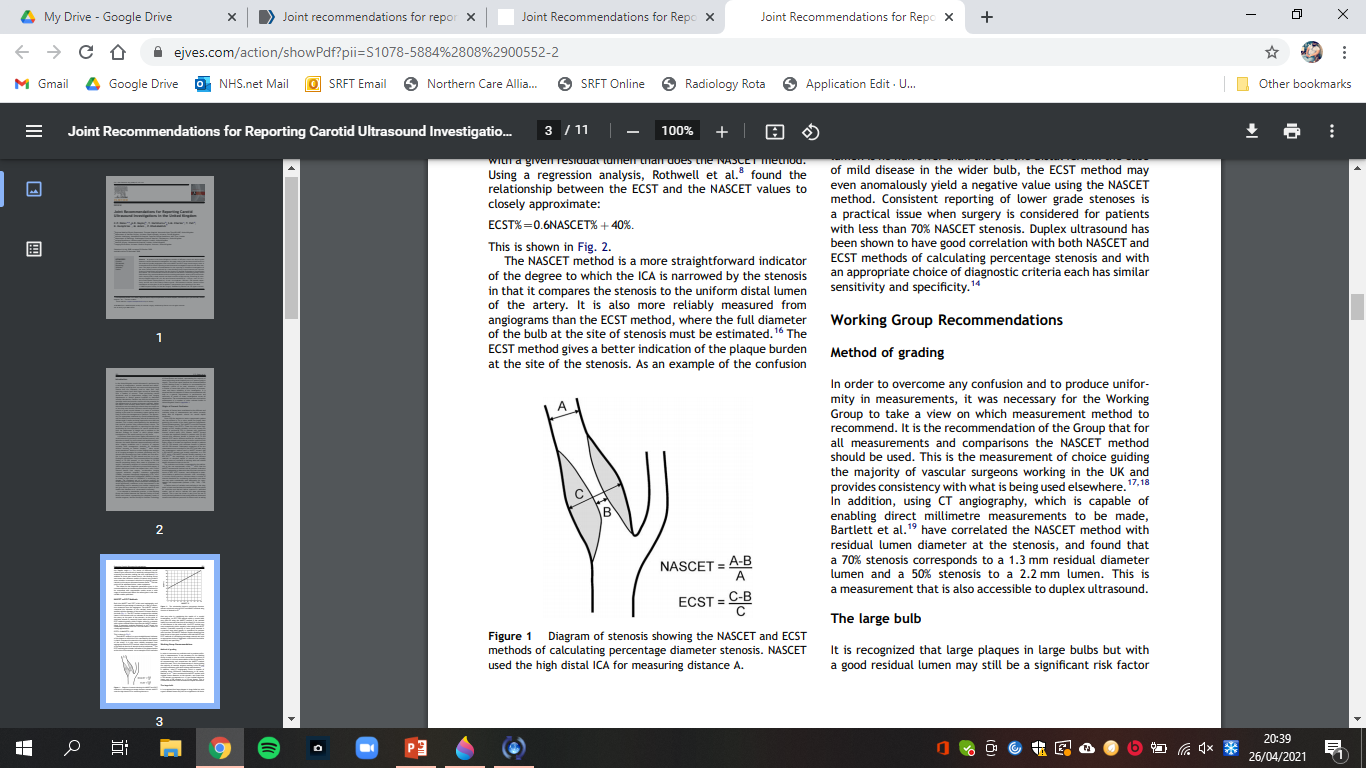 My Drive - Google Drive
Joint recommendations for repor
Joint Recommendations for Repo
Joint Recommendations for Repo
ejves.com/action/showPdf?pii=S1078-5884%2808%2900552-2
Gmail
Google Drive
NHS.net Mail
SRFT Email
Northern Care Allia...
SRFT Online
Radiology Rota
Application Edit · U...
Other bookmarks
Joint Recommendations for Reporting Carotid Ultrasound Investigatio...
3 / 11
100%
1
2
3
with a given residual lumen than does the NASCET method.
Using a regression analysis, Rothwell et al.8 found the
relationship between the ECST and the NASCET values to
closely approximate:
ECST%=0.6NASCET% + 40%.
This is shown in Fig. 2.
The NASCET method is a more straightforward indicator
of the degree to which the ICA is narrowed by the stenosis
in that it compares the stenosis to the uniform distal lumen
of the artery. It is also more reliably measured from
angiograms than the ECST method, where the full diameter
of the bulb at the site of stenosis must be estimated.16 The
ECST method gives a better indication of the plaque burden
at the site of the stenosis. As an example of the confusion
A
C
B
NASCET = A-B
A
ECST = C-B
C
Figure 1 Diagram of stenosis showing the NASCET and ECST
methods of calculating percentage diameter stenosis. NASCET
used the high distal ICA for measuring distance A.
of mild disease in the wider bulb, the ECST method may
even anomalously yield a negative value using the NASCET
method. Consistent reporting of lower grade stenoses is
a practical issue when surgery is considered for patients
with less than 70% NASCET stenosis. Duplex ultrasound has
been shown to have good correlation with both NASCET and
ECST methods of calculating percentage stenosis and with
an appropriate choice of diagnostic criteria each has similar
sensitivity and specificity.14
Working Group Recommendations
Method of grading
In order to overcome any confusion and to produce unifor-
mity in measurements, it was necessary for the Working
Group to take a view on which measurement method to
recommend. It is the recommendation of the Group that for
all measurements and comparisons the NASCET method
should be used. This is the measurement of choice guiding
the majority of vascular surgeons working in the UK and
provides consistency with what is being used elsewhere.17,18
In addition, using CT angiography, which is capable of
enabling direct millimetre measurements to be made,
Bartlett et al.19 have correlated the NASCET method with
residual lumen diameter at the stenosis, and found that
a 70% stenosis corresponds to a 1.3 mm residual diameter
lumen and a 50% stenosis to a 2.2 mm lumen. This is
a measurement that is also accessible to duplex ultrasound.
The large bulb
It is recognized that large plaques in large bulbs but with
a good residual lumen may still be a significant risk factor
20:39
26/04/2021
1